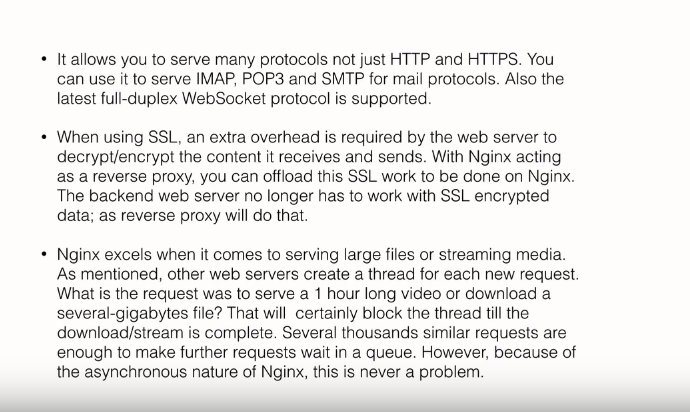 • It allows you to serve many protocols not just HTTP and HTTPS. You
can use it to serve IMAP, POP3 and SMTP for mail protocols. Also the
latest full-duplex WebSocket protocol is supported.
• When using SSL, an extra overhead is required by the web server to
decrypt/encrypt the content it receives and sends. With Nginx acting
as a reverse proxy, you can offload this SSL work to be done on Nginx.
The backend web server no longer has to work with SSL encrypted
data; as reverse proxy will do that.
• Nginx excels when it comes to serving large files or streaming media.
As mentioned, other web servers create a thread for each new request.
What is the request was to serve a 1 hour long video or download a
several-gigabytes file? That will certainly block the thread till the
download/stream is complete. Several thousands similar requests are
enough to make further requests wait in a queue. However, because of
the asynchronous nature of Nginx, this is never a problem.